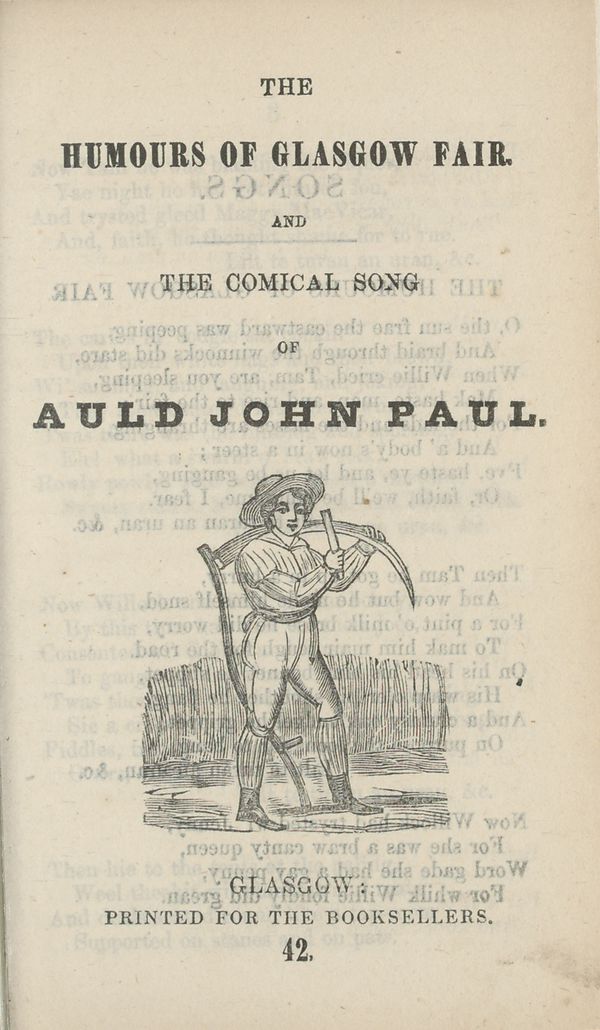 THE
HUMOURS OF GLASGOW FAIR.
AND
THE COMICAL SONG
OF
AULD JOHN PAUL.
GLASGOW:
PRINTED FOR THE BOOKSELLERS.
42.